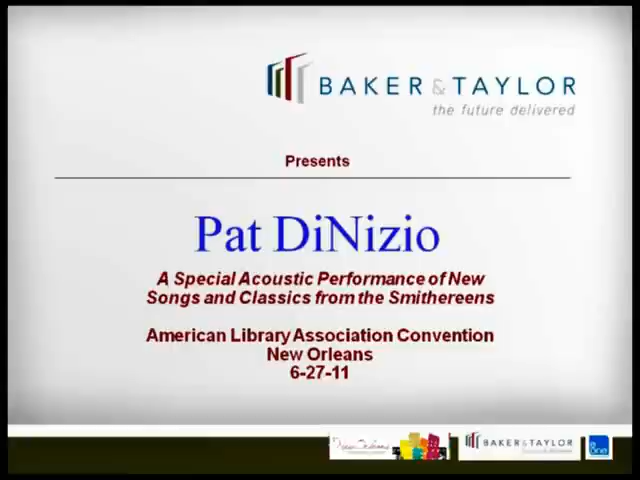 BAKER & TAYLOR
the future delivered
Presents
Pat DiNizio
A Special Acoustic Performance of New
Songs and Classics from the Smithereens
American Library Association Convention
New Orleans
6-27-11
BAKER & TAYLOR